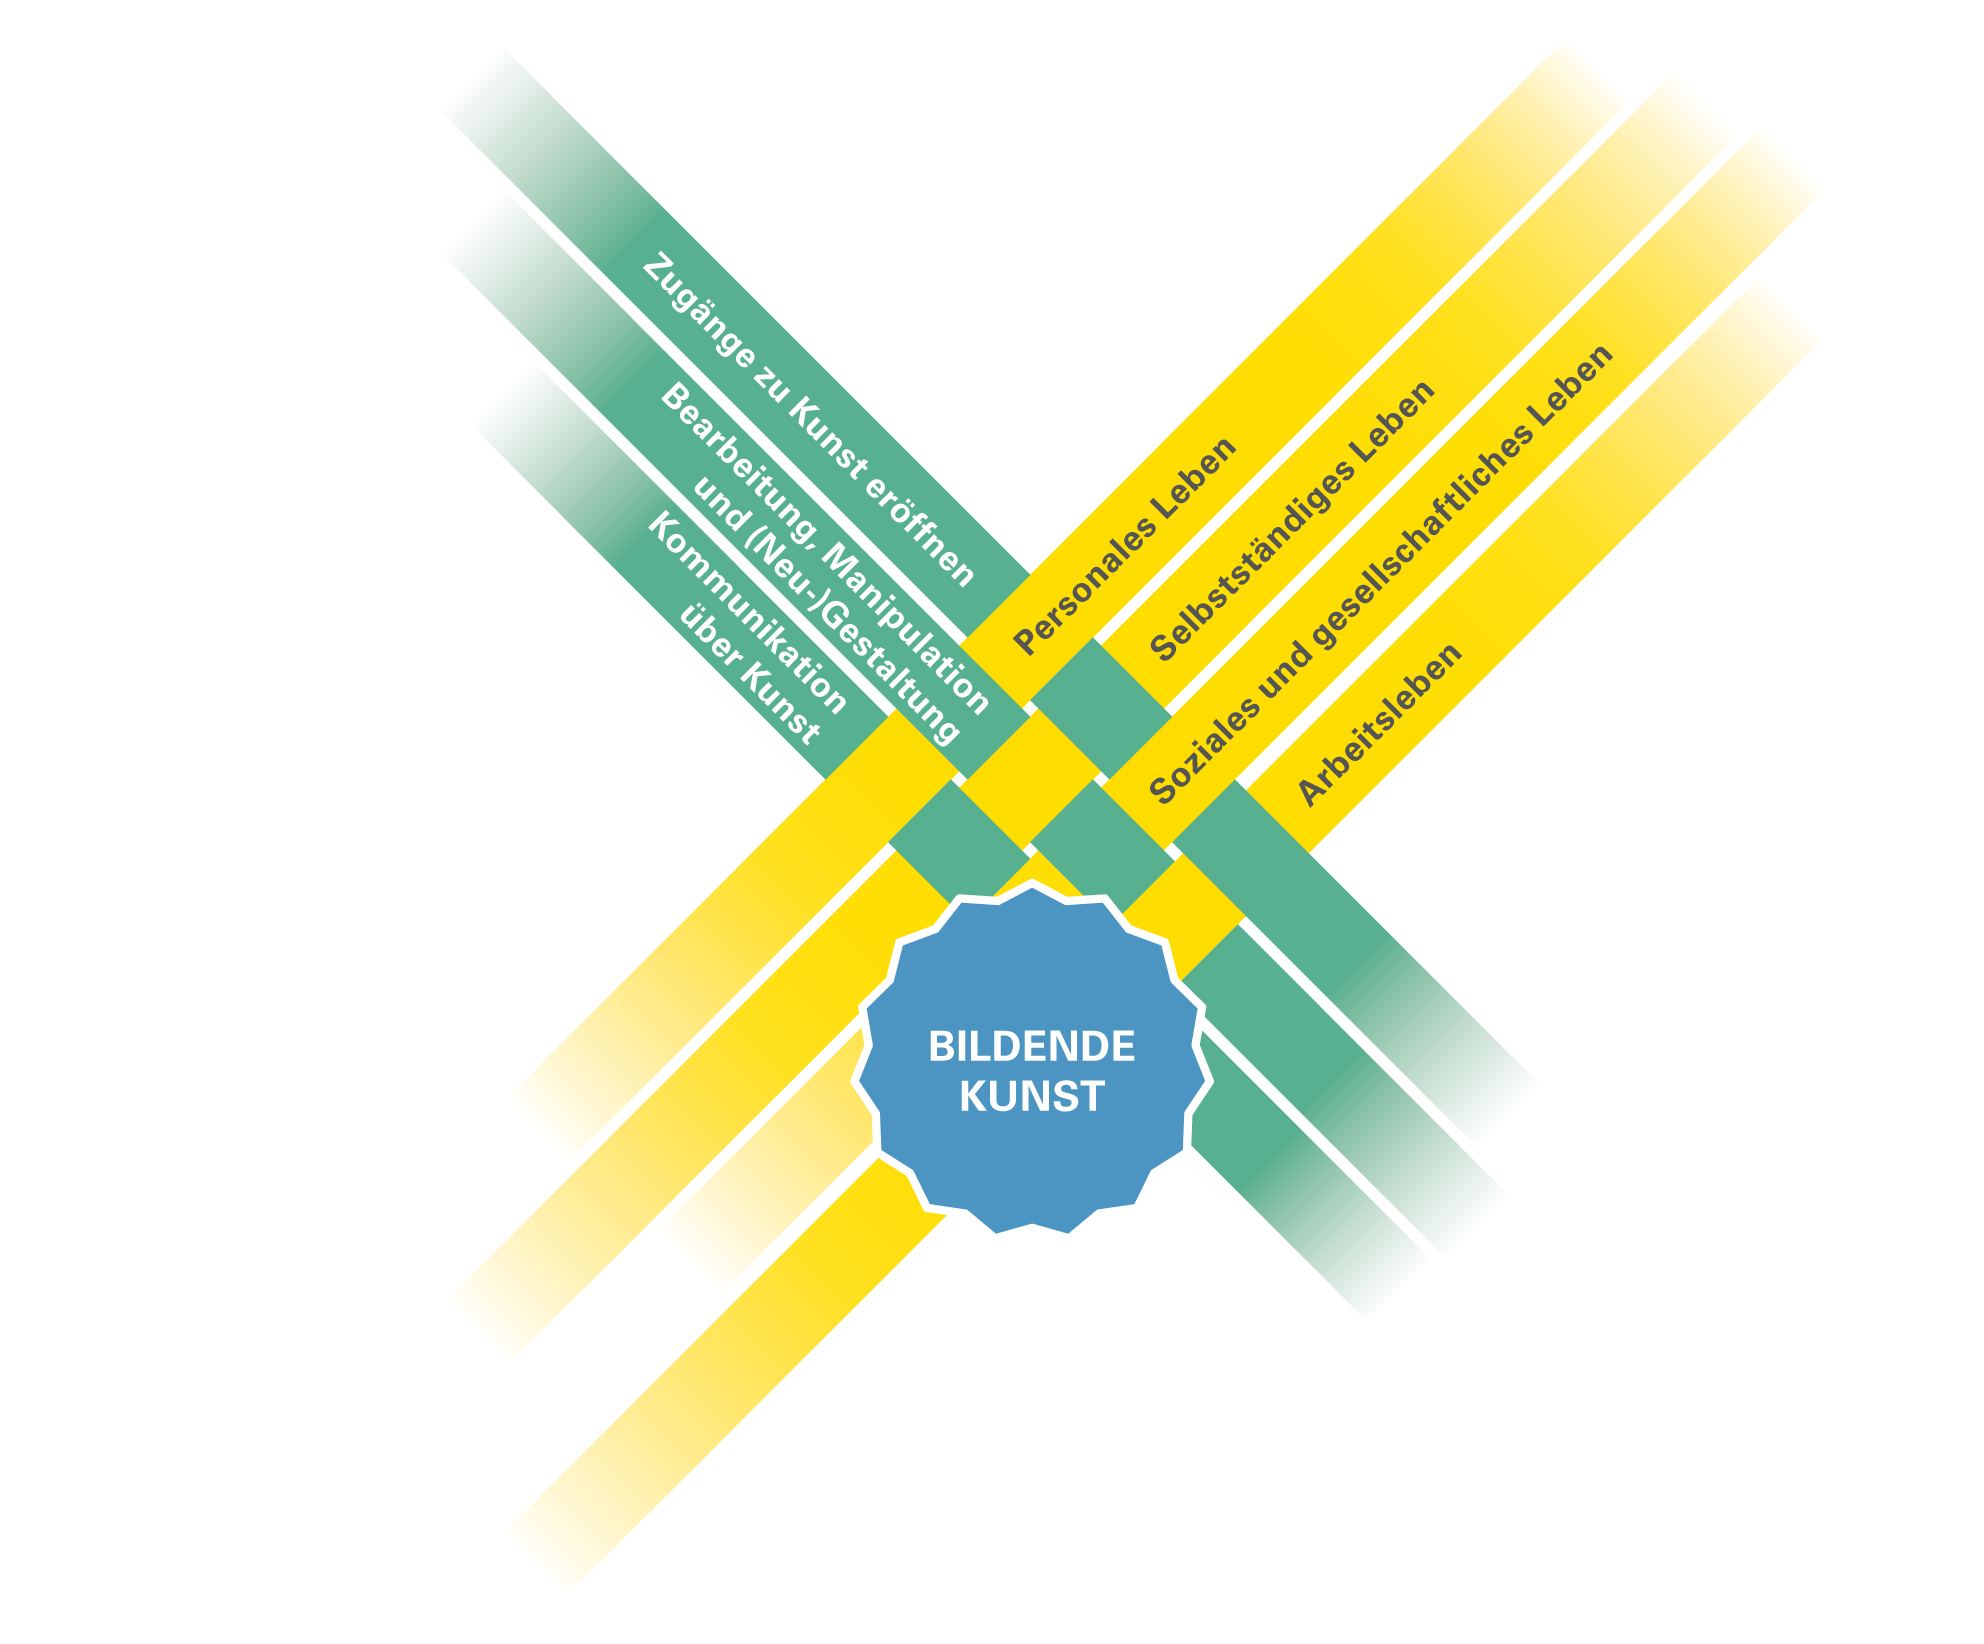 Zugänge zu Kunst eröffnen
Bearbeitung, Manipulation
und (Neu-)Gestaltung
Kommunikation
über Kunst
Personales Leben
Selbstständiges Leben
Soziales und gesellschaftliches Leben
Arbeitsleben
BILDENDE
KUNST